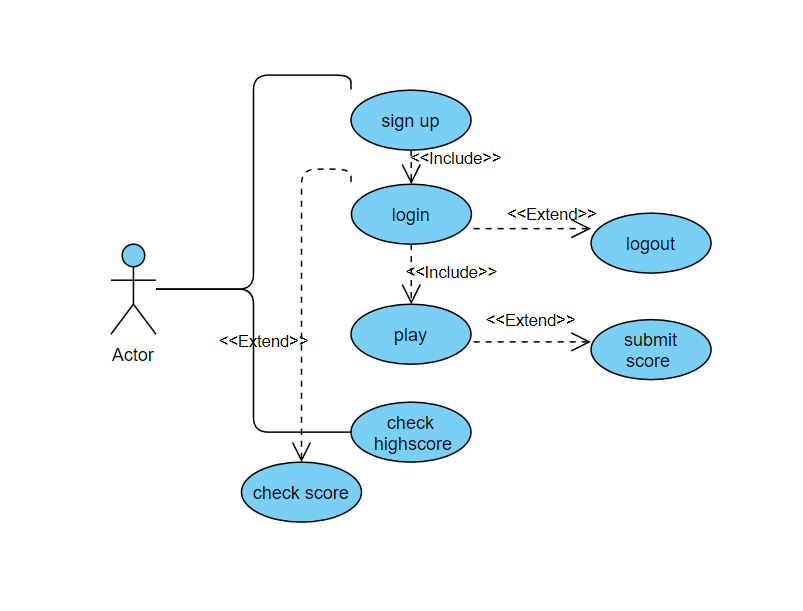 sign up
<<Include>>
login
<<Extend>>
logout
<<Include>>
<<Extend>>
play
submit
score
<<Extend>>
Actor
check
highscore
check score